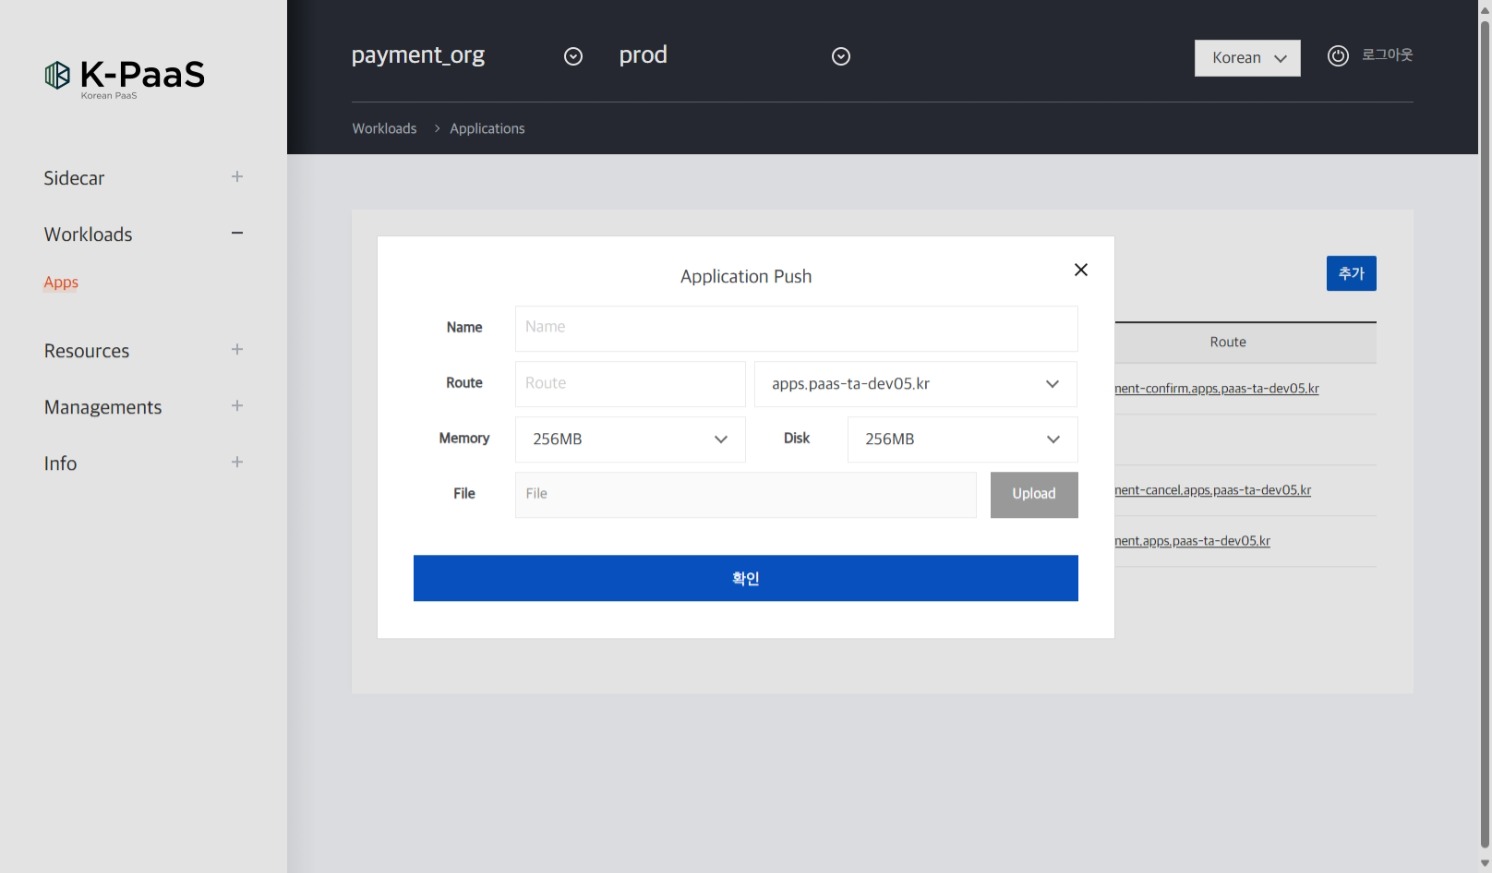 K-PaaS
Korean PaaS
Sidecar
Workloads
Apps
Resources
Managements
Info
payment_org
prod
Korean
로그아웃
Workloads > Applications
추가
Application Push
Name
Name
Route
Route
apps.paas-ta-dev05.kr
Memory
256MB
Disk
256MB
File
File
Upload
확인
Route
ment-confirm.apps.paas-ta-dev05.kr
ment-cancel.apps.paas-ta-dev05.kr
ment.apps.paas-ta-dev05.kr